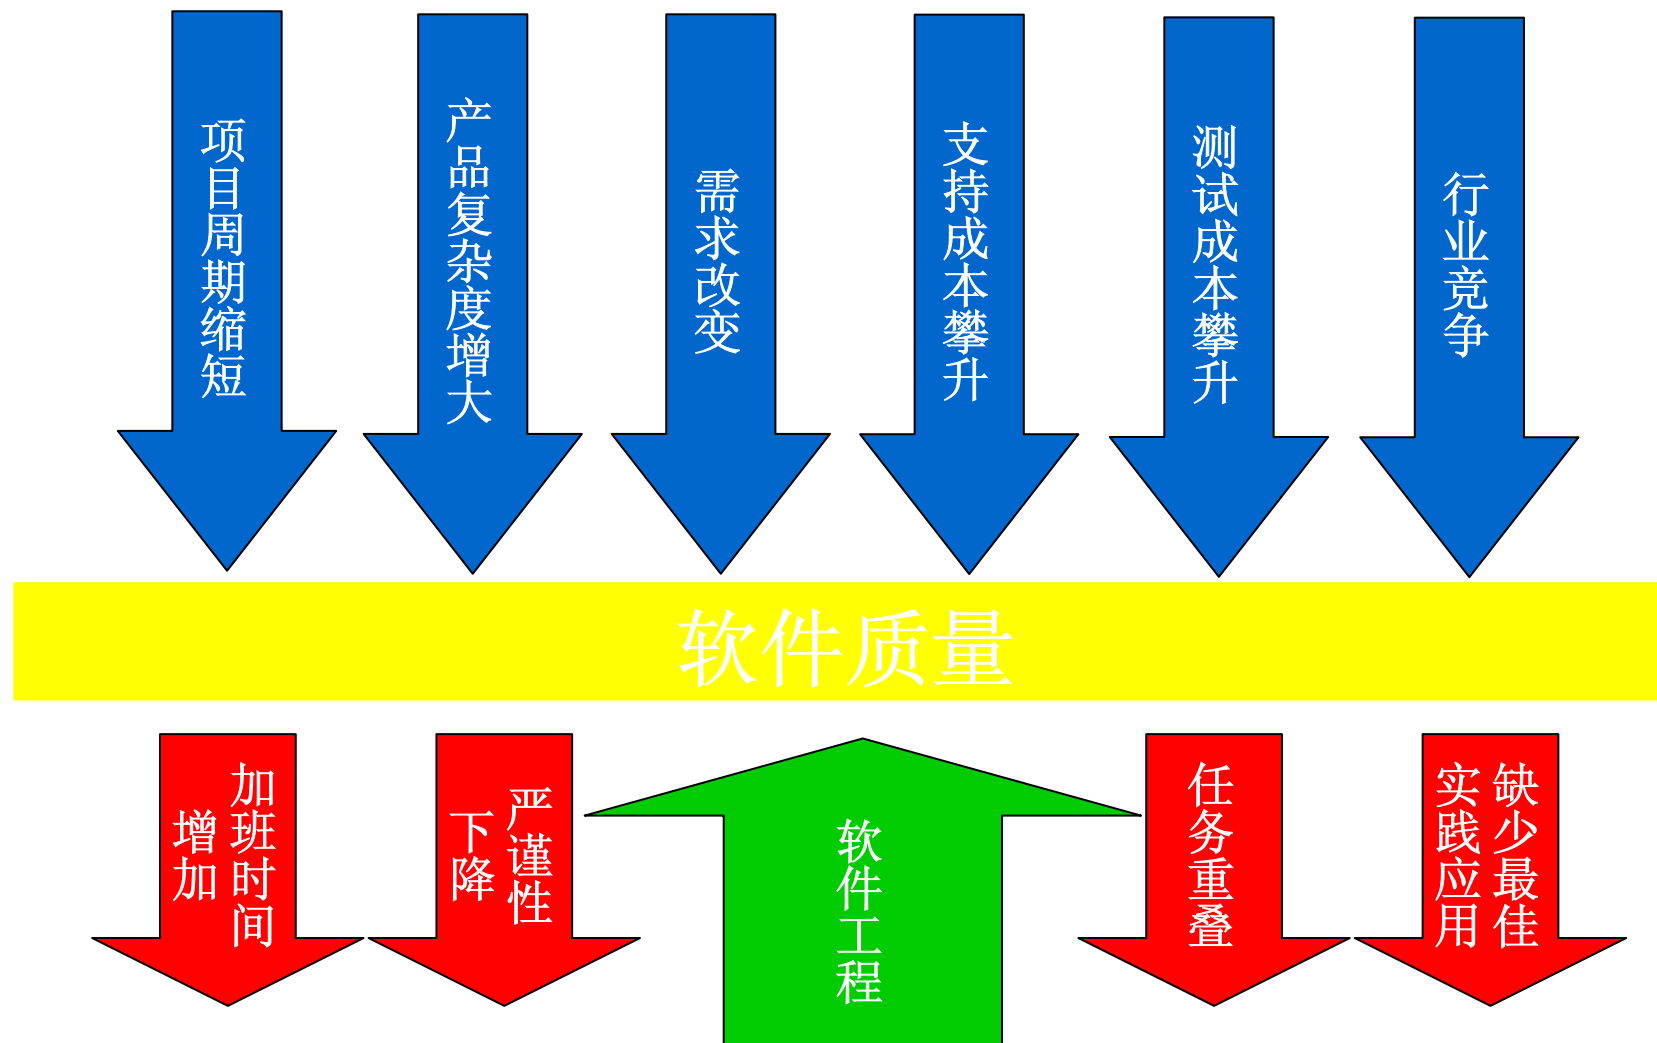 项目周期缩短
产品复杂度增大
需求改变
支持成本攀升
测试成本攀升
行业竞争
软件质量
加班时间
增加
严谨性
下降
软件工程
任务重叠
缺少最佳
实践应用